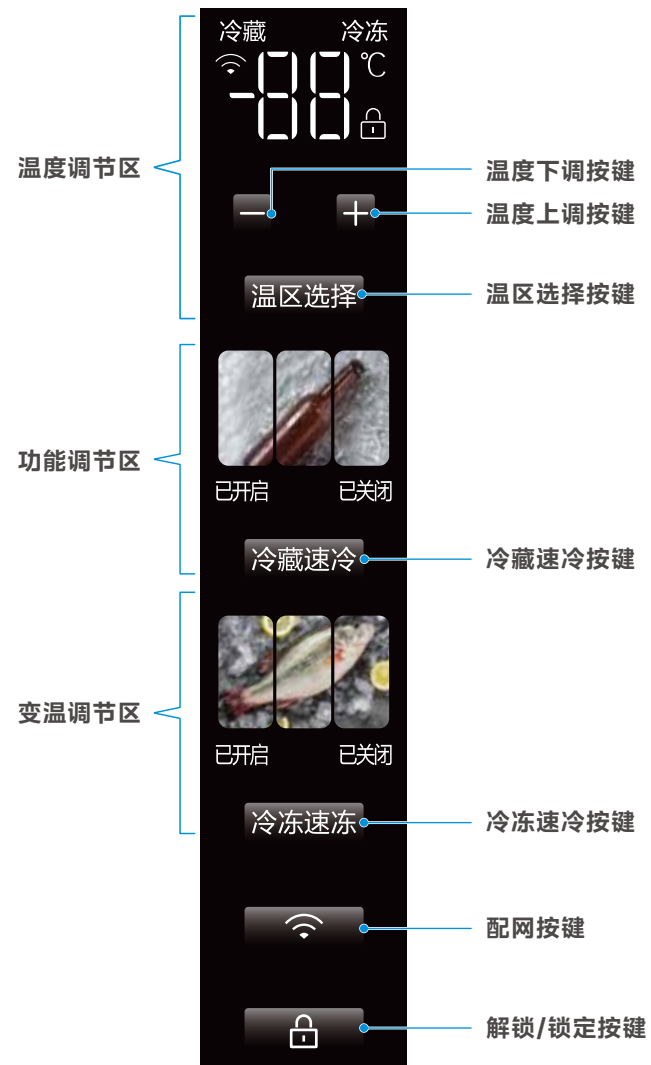 冷藏 冷冻
-88℃
温度调节区
温度下调按键
温度上调按键
温区选择
温区选择按键
功能调节区
已开启 已关闭
冷藏速冷
冷藏速冷按键
变温调节区
已开启 已关闭
冷冻速冻
冷冻速冷按键
配网按键
解锁/锁定按键